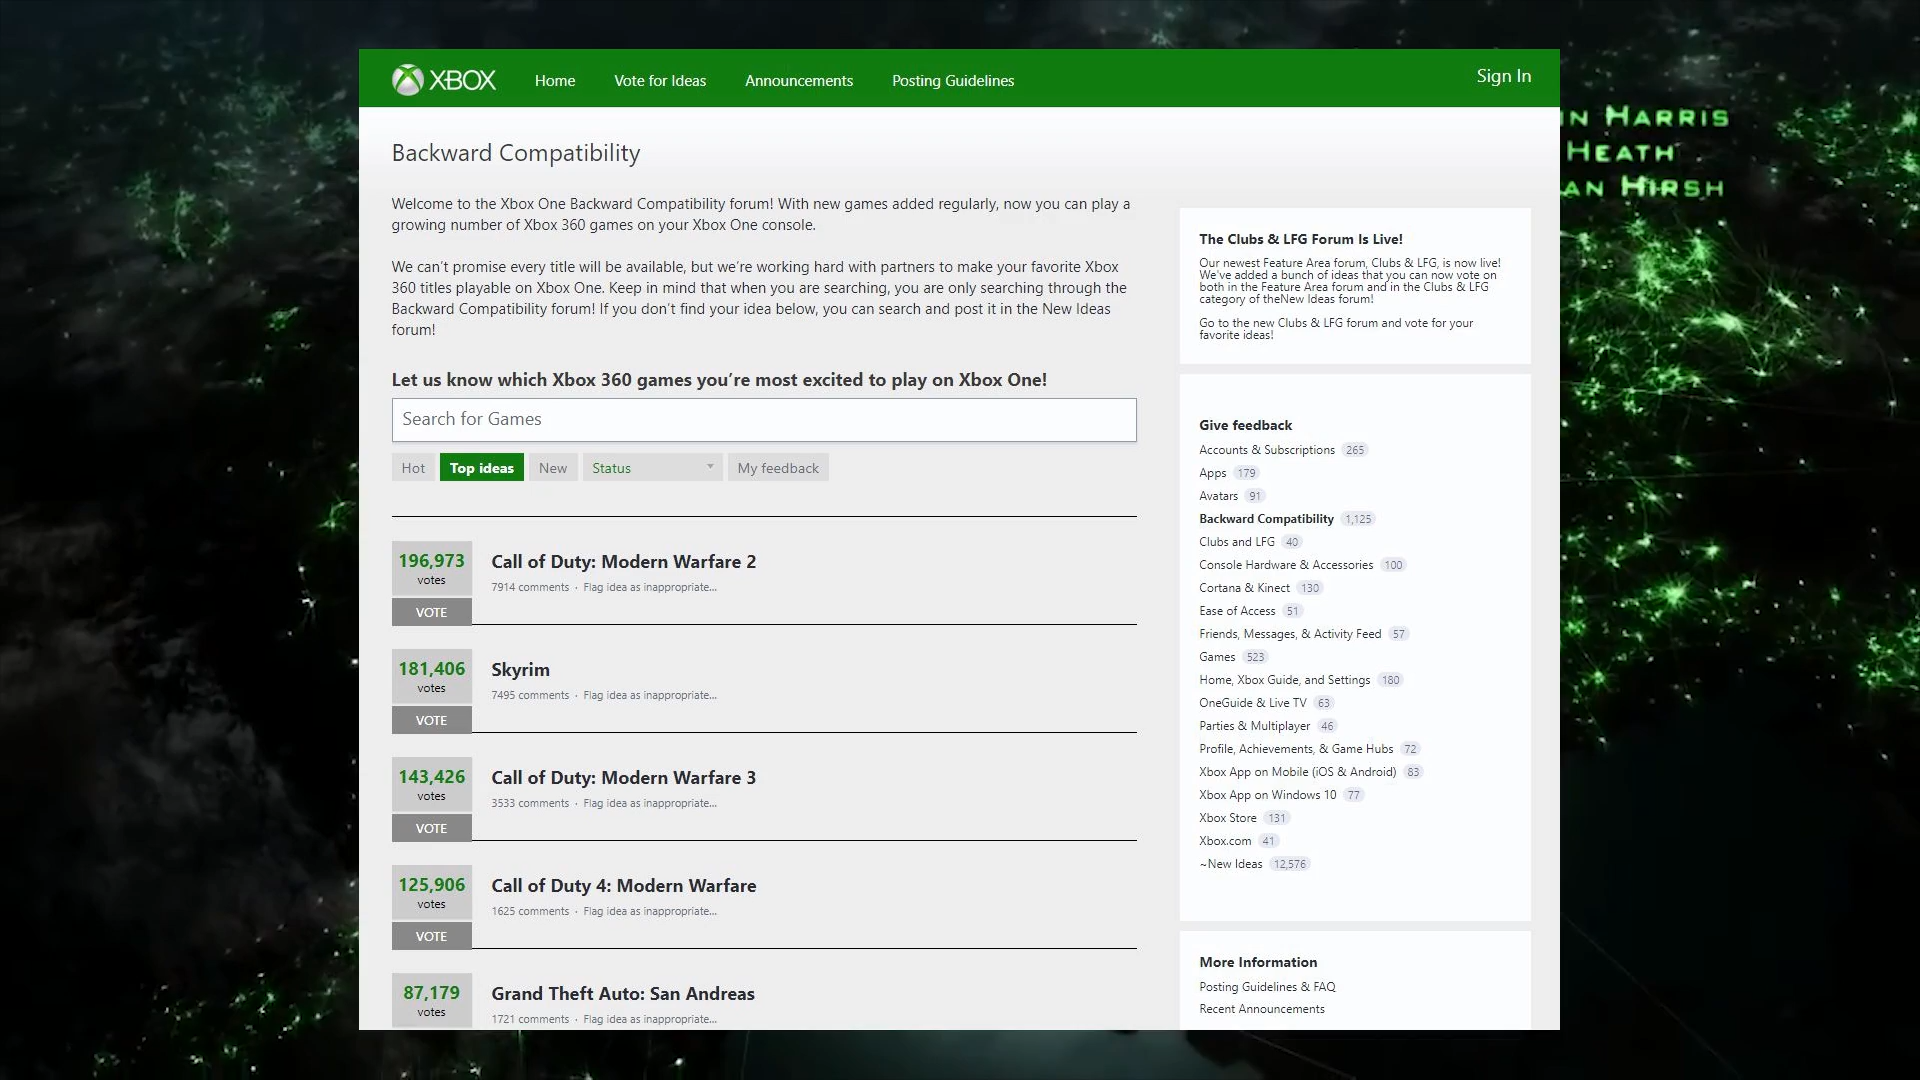 XBOX
Home
Vote for Ideas
Announcements
Posting Guidelines
Sign In
Backward Compatibility
Welcome to the Xbox One Backward Compatibility forum! With new games added regularly, now you can play a
growing number of Xbox 360 games on your Xbox One console.
We can’t promise every title will be available, but we’re working hard with partners to make your favorite Xbox
360 titles playable on Xbox One. Keep in mind that when you are searching, you are only searching through the
Backward Compatibility forum! If you don’t find your idea below, you can search and post it in the New Ideas
forum!
Let us know which Xbox 360 games you’re most excited to play on Xbox One!
Search for Games
Hot
Top ideas
New
Status
My feedback
196,973
votes
VOTE
Call of Duty: Modern Warfare 2
7914 comments · Flag idea as inappropriate...
181,406
votes
VOTE
Skyrim
7495 comments · Flag idea as inappropriate...
143,426
votes
VOTE
Call of Duty: Modern Warfare 3
3533 comments · Flag idea as inappropriate...
125,906
votes
VOTE
Call of Duty 4: Modern Warfare
1625 comments · Flag idea as inappropriate...
87,179
votes
Grand Theft Auto: San Andreas
1721 comments · Flag idea as inappropriate...
The Clubs & LFG Forum Is Live!
Our newest Feature Area forum, Clubs & LFG, is now live!
We've added a bunch of ideas that you can now vote on
both in the Feature Area forum and in the Clubs & LFG
category of theNew Ideas forum!
Go to the new Clubs & LFG forum and vote for your
favorite ideas!
Give feedback
Accounts & Subscriptions 265
Apps 179
Avatars 91
Backward Compatibility 1,125
Clubs and LFG 40
Console Hardware & Accessories 100
Cortana & Kinect 130
Ease of Access 51
Friends, Messages, & Activity Feed 57
Games 523
Home, Xbox Guide, and Settings 180
OneGuide & Live TV 63
Parties & Multiplayer 46
Profile, Achievements, & Game Hubs 72
Xbox App on Mobile (iOS & Android) 83
Xbox App on Windows 10 77
Xbox Store 131
Xbox.com 41
~New Ideas 12,576
More Information
Posting Guidelines & FAQ
Recent Announcements
IN HARRIS
HEATH
AN HIRSH